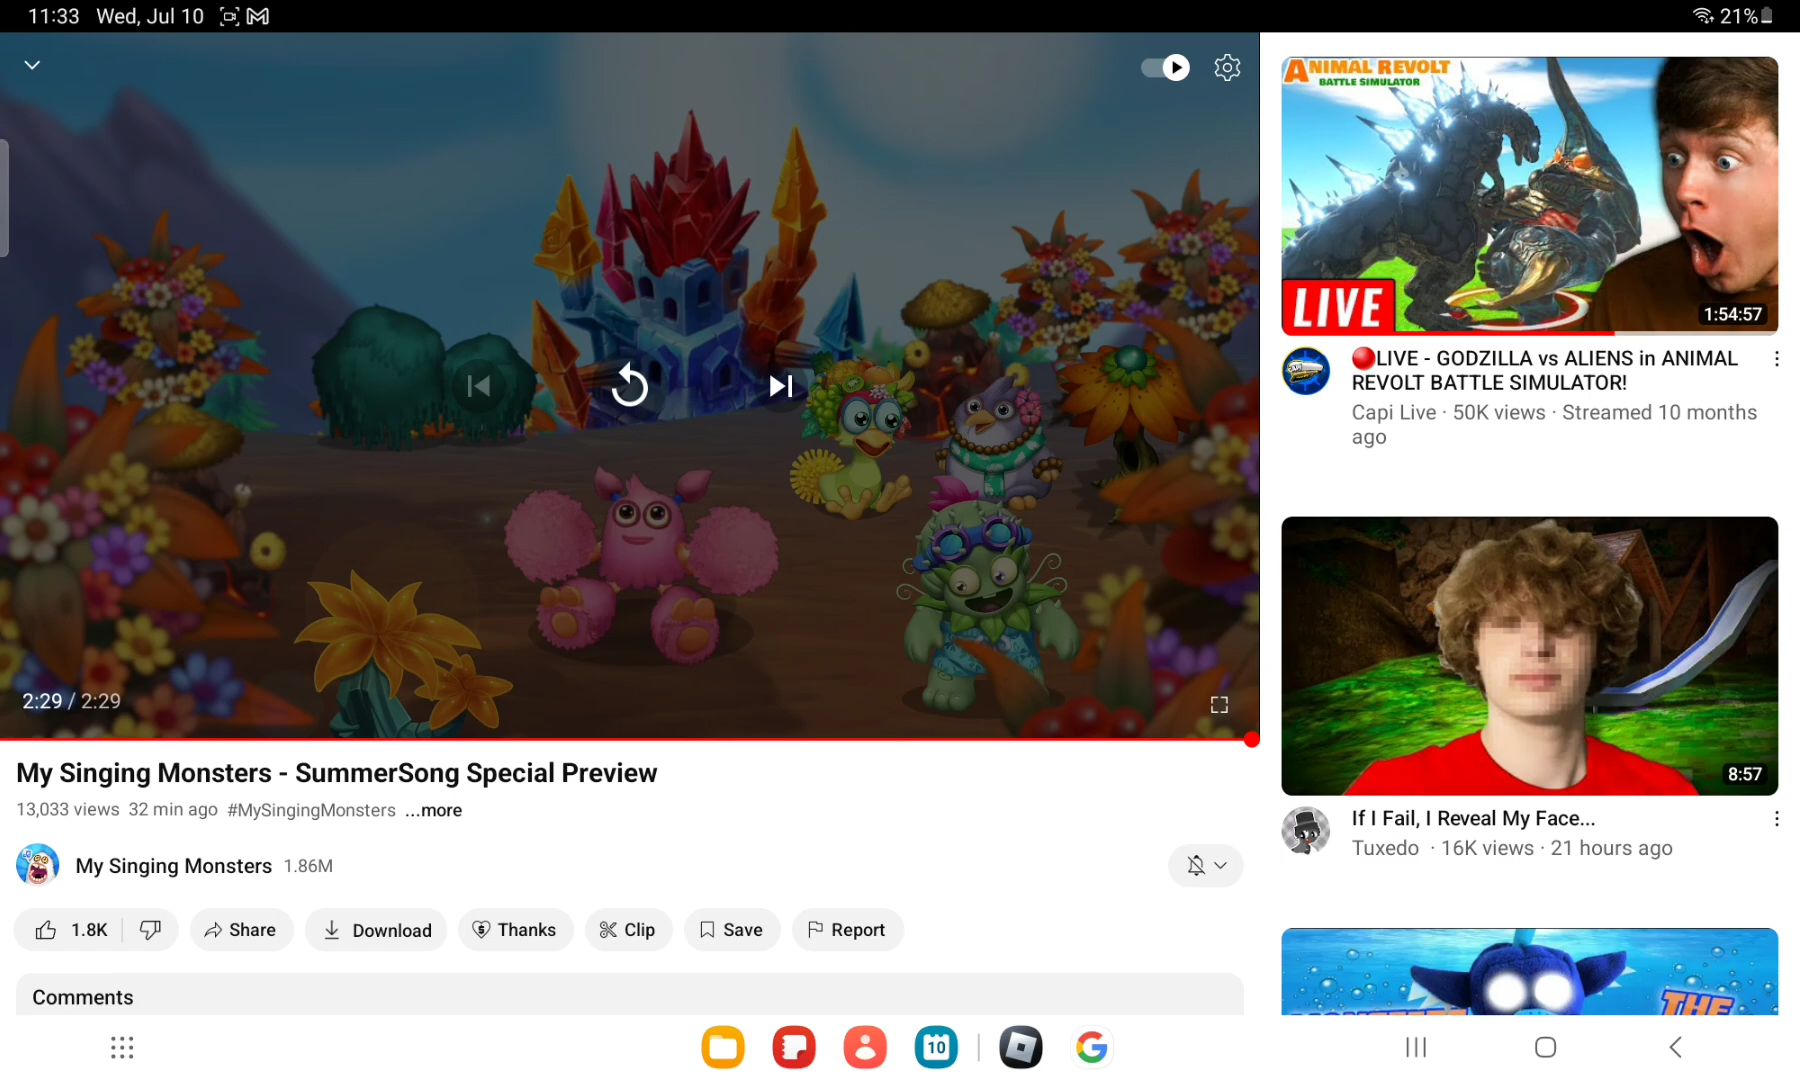 11:33 Wed, Jul 10
21%
2:29 / 2:29
My Singing Monsters - SummerSong Special Preview
13,033 views 32 min ago #MySingingMonsters ...more
My Singing Monsters 1.86M
1.8K Share Download Thanks Clip Save Report
Comments
ANIMAL REVOLT
BATTLE SIMULATOR
LIVE
1:54:57
🔴LIVE - GODZILLA vs ALIENS in ANIMAL
REVOLT BATTLE SIMULATOR!
Capi Live · 50K views · Streamed 10 months
ago
8:57
If I Fail, I Reveal My Face...
Tuxedo · 16K views · 21 hours ago
THE
10